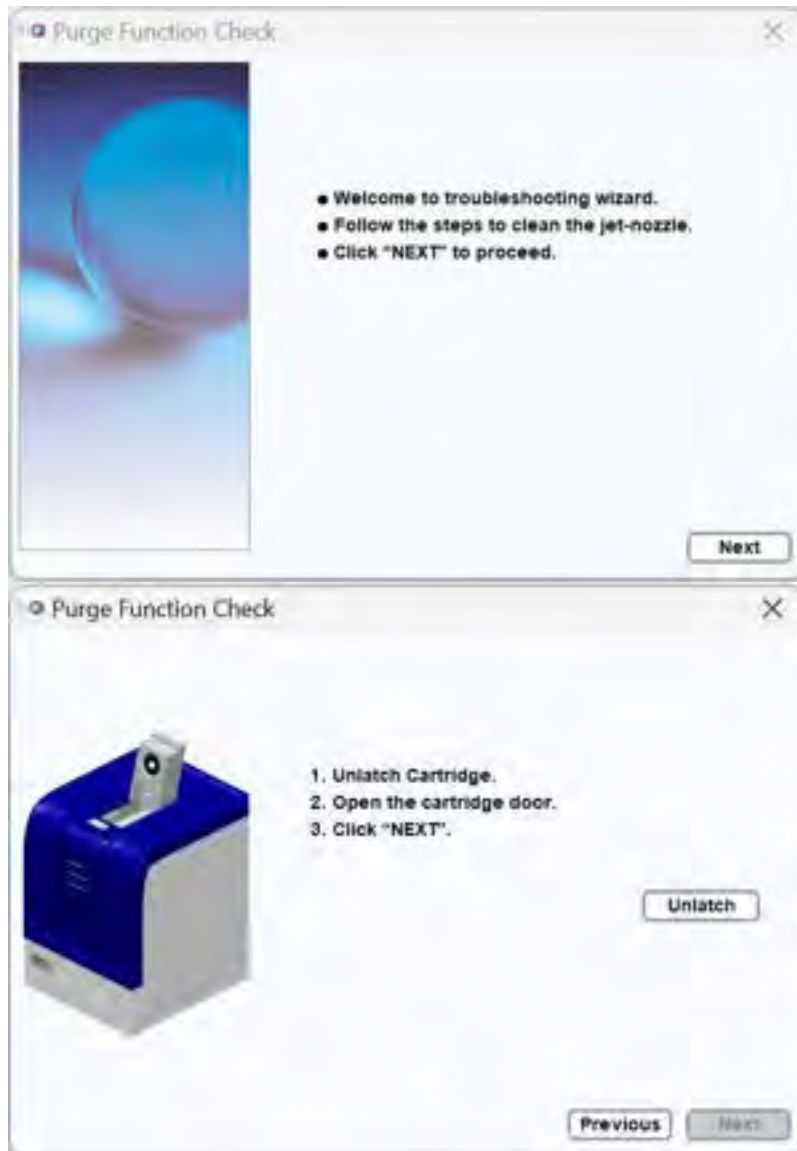 Purge Function Check
• Welcome to troubleshooting wizard.
• Follow the steps to clean the jet-nozzle.
• Click "NEXT" to proceed.
Next
Purge Function Check
1. Unlatch Cartridge.
2. Open the cartridge door.
3. Click "NEXT".
Unlatch
Previous
Next